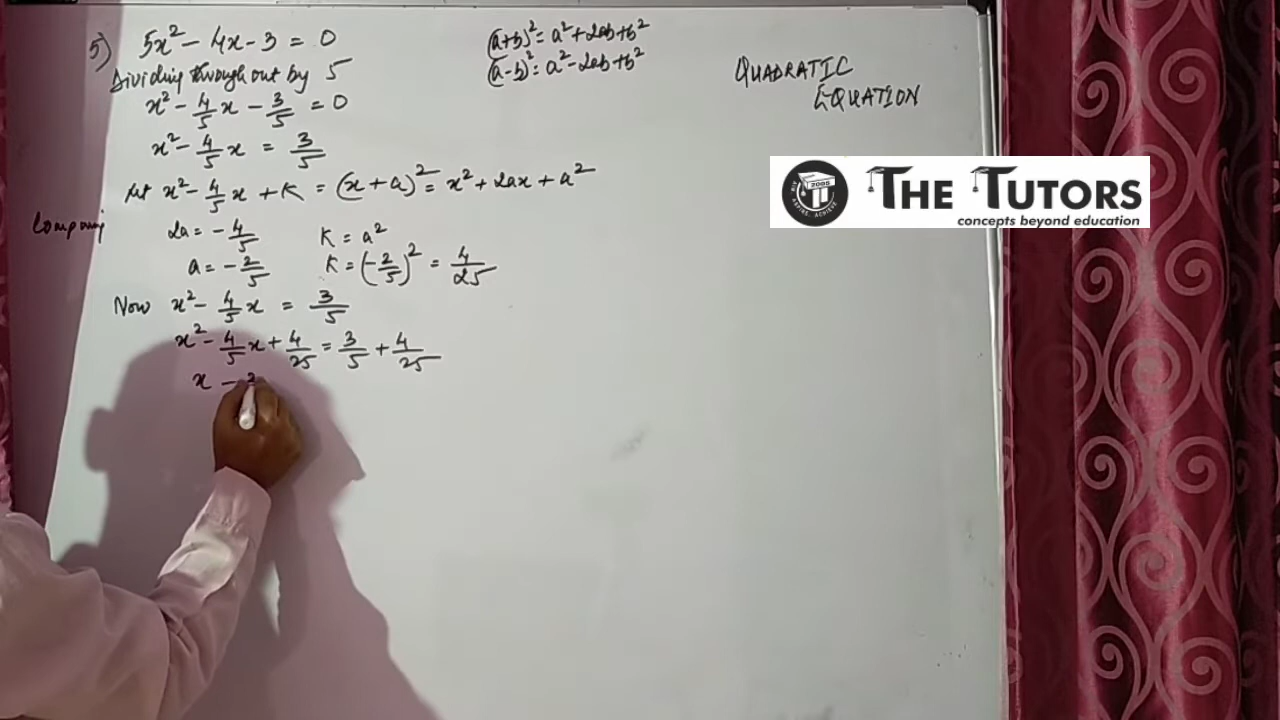 5) 5x² - 4x - 3 = 0
Dividing throughout by 5
x² - 4/5 x - 3/5 = 0
x² - 4/5 x = 3/5
Let x² - 4/5 x + K = (x + a)² = x² + 2ax + a²
Comparing
2a = - 4/5 K = a²
a = - 2/5 K = (- 2/5)² = 4/25
Now x² - 4/5 x = 3/5
x² - 4/5 x + 4/25 = 3/5 + 4/25
x - 2
(a+b)² = a² + 2ab + b²
(a-b)² = a² - 2ab + b²
QUADRATIC
EQUATION
THE TUTORS
concepts beyond education
2005